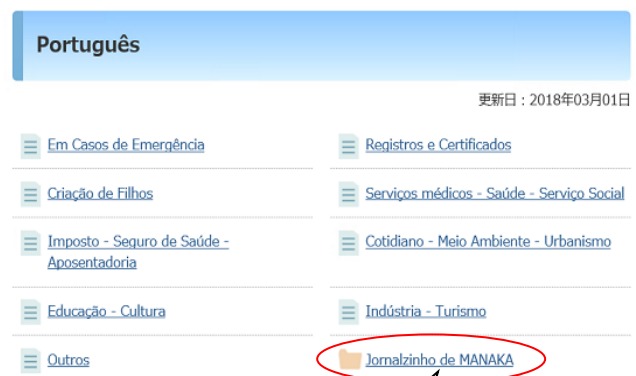 Português
更新日：2018年03月01日
Em Casos de Emergência
Registros e Certificados
Criação de Filhos
Serviços médicos - Saúde - Serviço Social
Imposto - Seguro de Saúde -
Aposentadoria
Cotidiano - Meio Ambiente - Urbanismo
Educação - Cultura
Indústria - Turismo
Outros
Jornalzinho de MANAKA